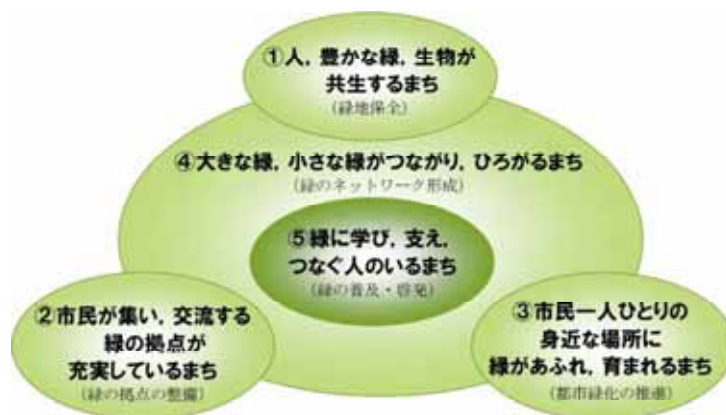 ①人，豊かな緑，生物が
共生するまち
（緑地保全）
④大きな緑，小さな緑がつながり，ひろがるまち
（緑のネットワーク形成）
⑤緑に学び，支え，
つなぐ人のいるまち
（緑の普及・啓発）
②市民が集い，交流する
緑の拠点が
充実しているまち
（緑の拠点の整備）
③市民一人ひとりの
身近な場所に
緑があふれ，育まれるまち
（都市緑化の推進）